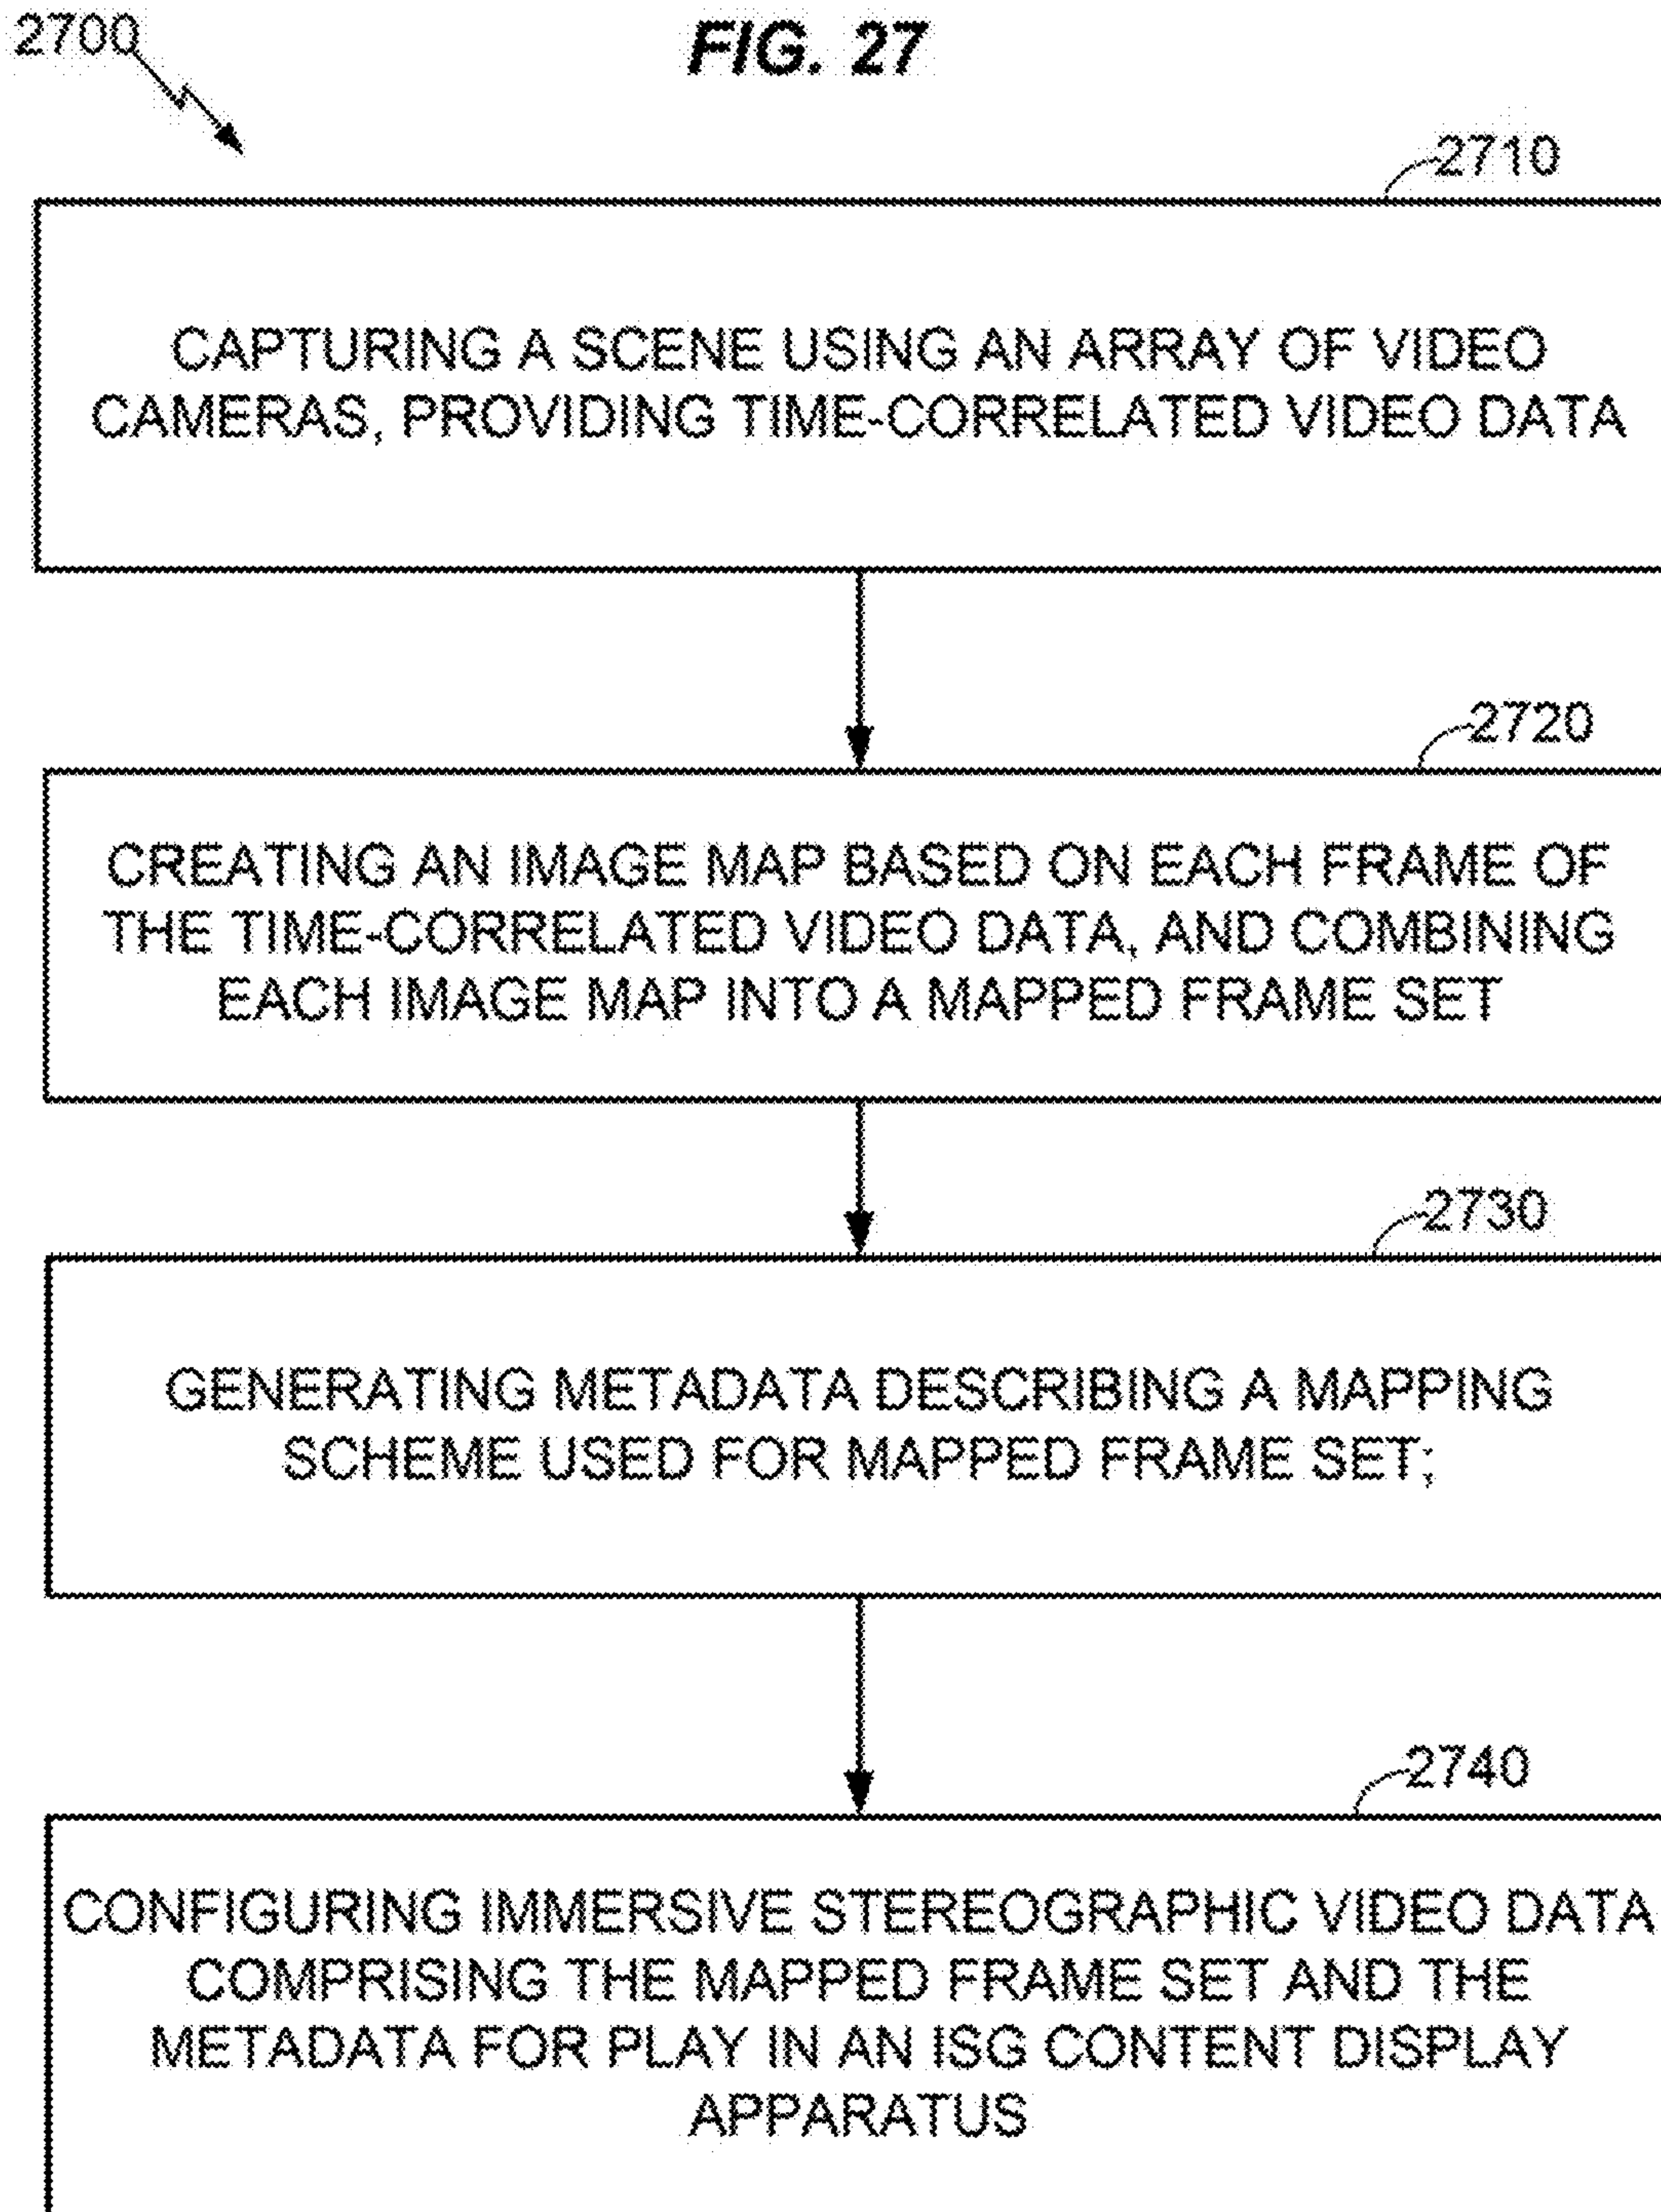 2700
FIG. 27
2710
CAPTURING A SCENE USING AN ARRAY OF VIDEO
CAMERAS, PROVIDING TIME-CORRELATED VIDEO DATA
2720
CREATING AN IMAGE MAP BASED ON EACH FRAME OF
THE TIME-CORRELATED VIDEO DATA, AND COMBINING
EACH IMAGE MAP INTO A MAPPED FRAME SET
2730
GENERATING METADATA DESCRIBING A MAPPING
SCHEME USED FOR MAPPED FRAME SET;
2740
CONFIGURING IMMERSIVE STEREOGRAPHIC VIDEO DATA
COMPRISING THE MAPPED FRAME SET AND THE
METADATA FOR PLAY IN AN ISG CONTENT DISPLAY
APPARATUS